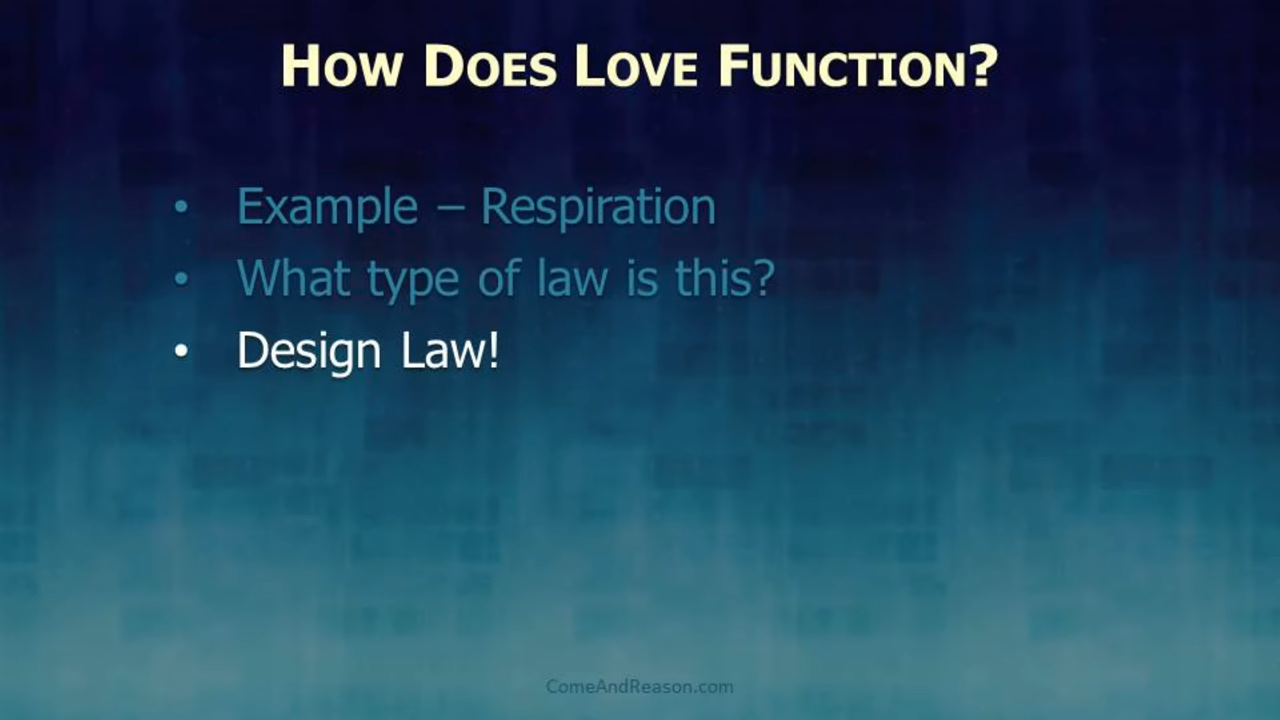 How Does Love Function?
• Example – Respiration
• What type of law is this?
• Design Law!
ComeAndReason.com